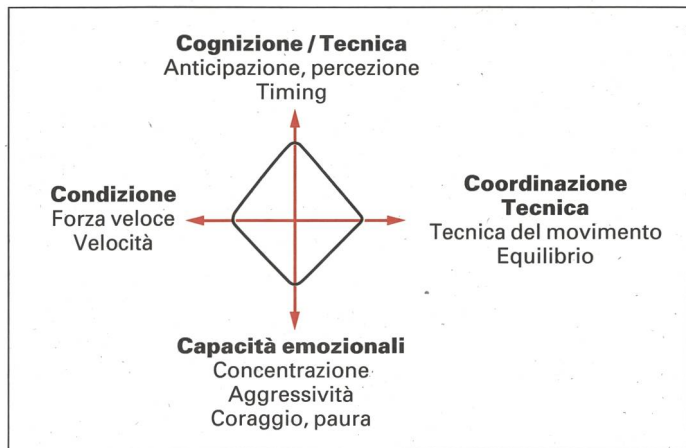 Cognizione / Tecnica
Anticipazione, percezione
Timing
Condizione
Forza veloce
Velocità
Coordinazione
Tecnica
Tecnica del movimento
Equilibrio
Capacità emozionali
Concentrazione
Aggressività
Coraggio, paura